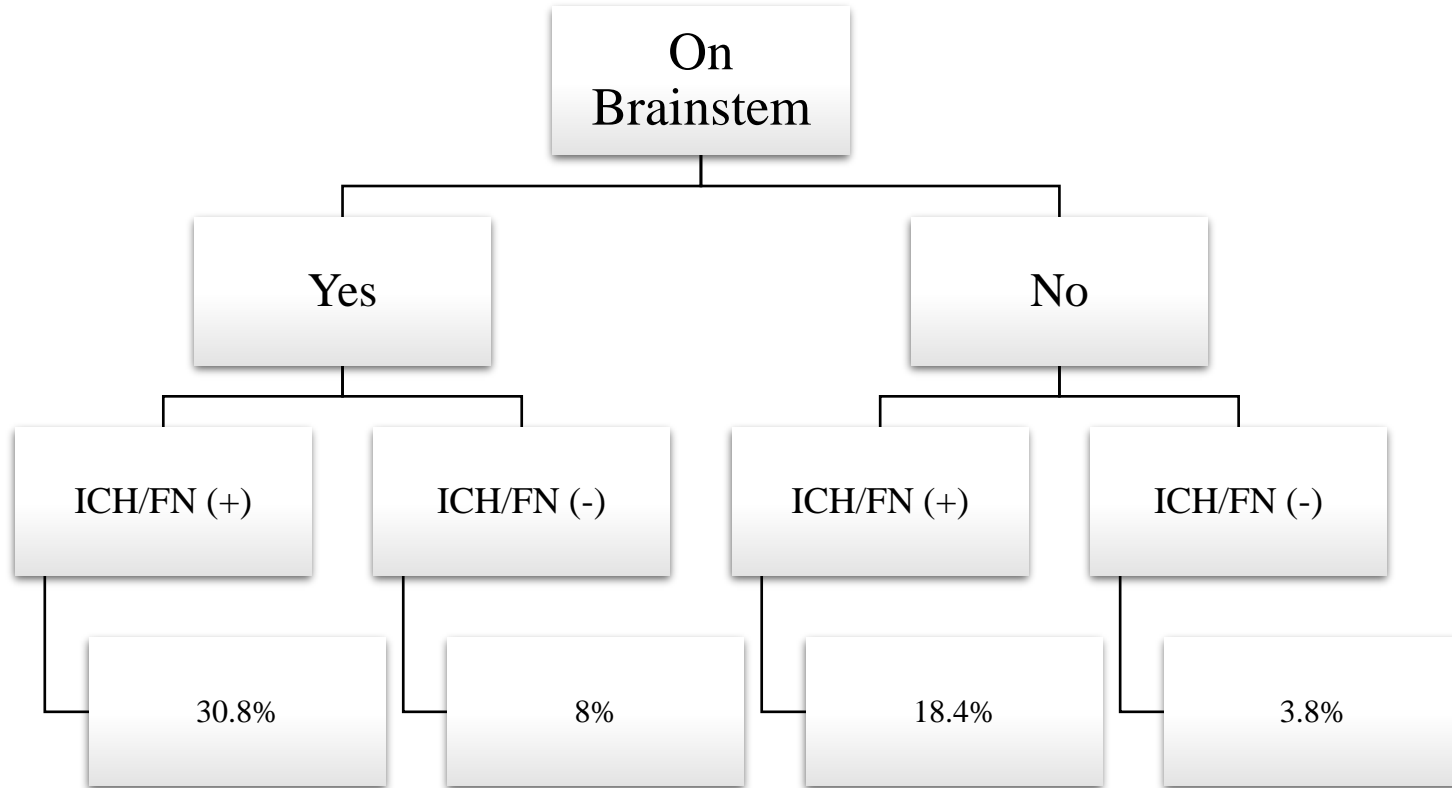 On
Brainstem
Yes
No
ICH/FN (+)
ICH/FN (-)
ICH/FN (+)
ICH/FN (-)
30.8%
8%
18.4%
3.8%